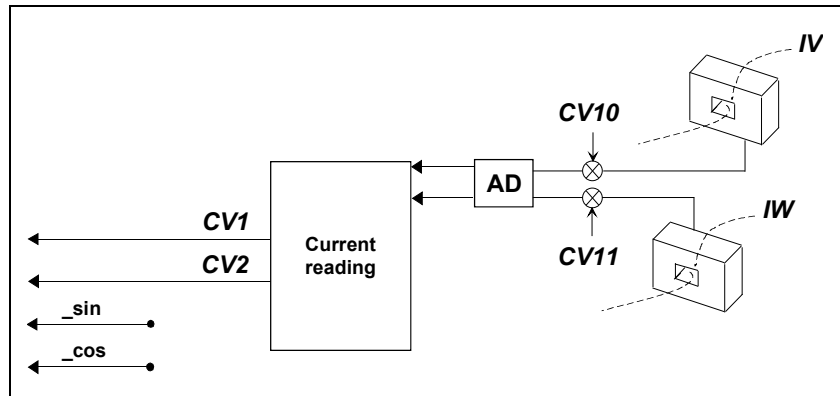 IV
CV10
AD
IW
CV1
CV11
Current
reading
CV2
_sin
_cos